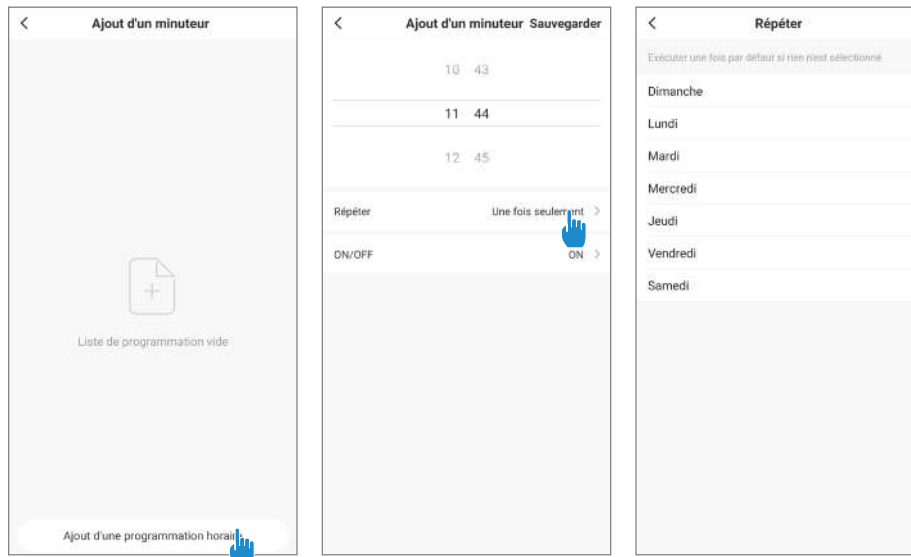 Ajout d'un minuteur
Liste de programmation vide
Ajout d'une programmation horaire
Ajout d'un minuteur Sauvegarder
10 43
11 44
12 45
Répéter Une fois seulement
ON/OFF ON
Répéter
Exécuter une fois par défaut si rien n'est sélectionné
Dimanche
Lundi
Mardi
Mercredi
Jeudi
Vendredi
Samedi